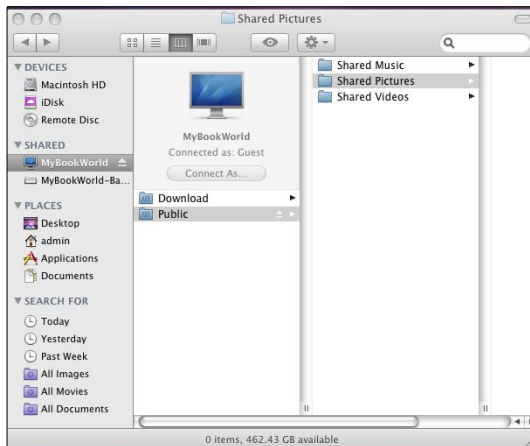 Shared Pictures
DEVICES
Macintosh HD
iDisk
Remote Disc
SHARED
MyBookWorld
MyBookWorld-Ba...
PLACES
Desktop
admin
Applications
Documents
SEARCH FOR
Today
Yesterday
Past Week
All Images
All Movies
All Documents
MyBookWorld
Connected as: Guest
Connect As...
Download
Public
Shared Music
Shared Pictures
Shared Videos
0 items, 462.43 GB available